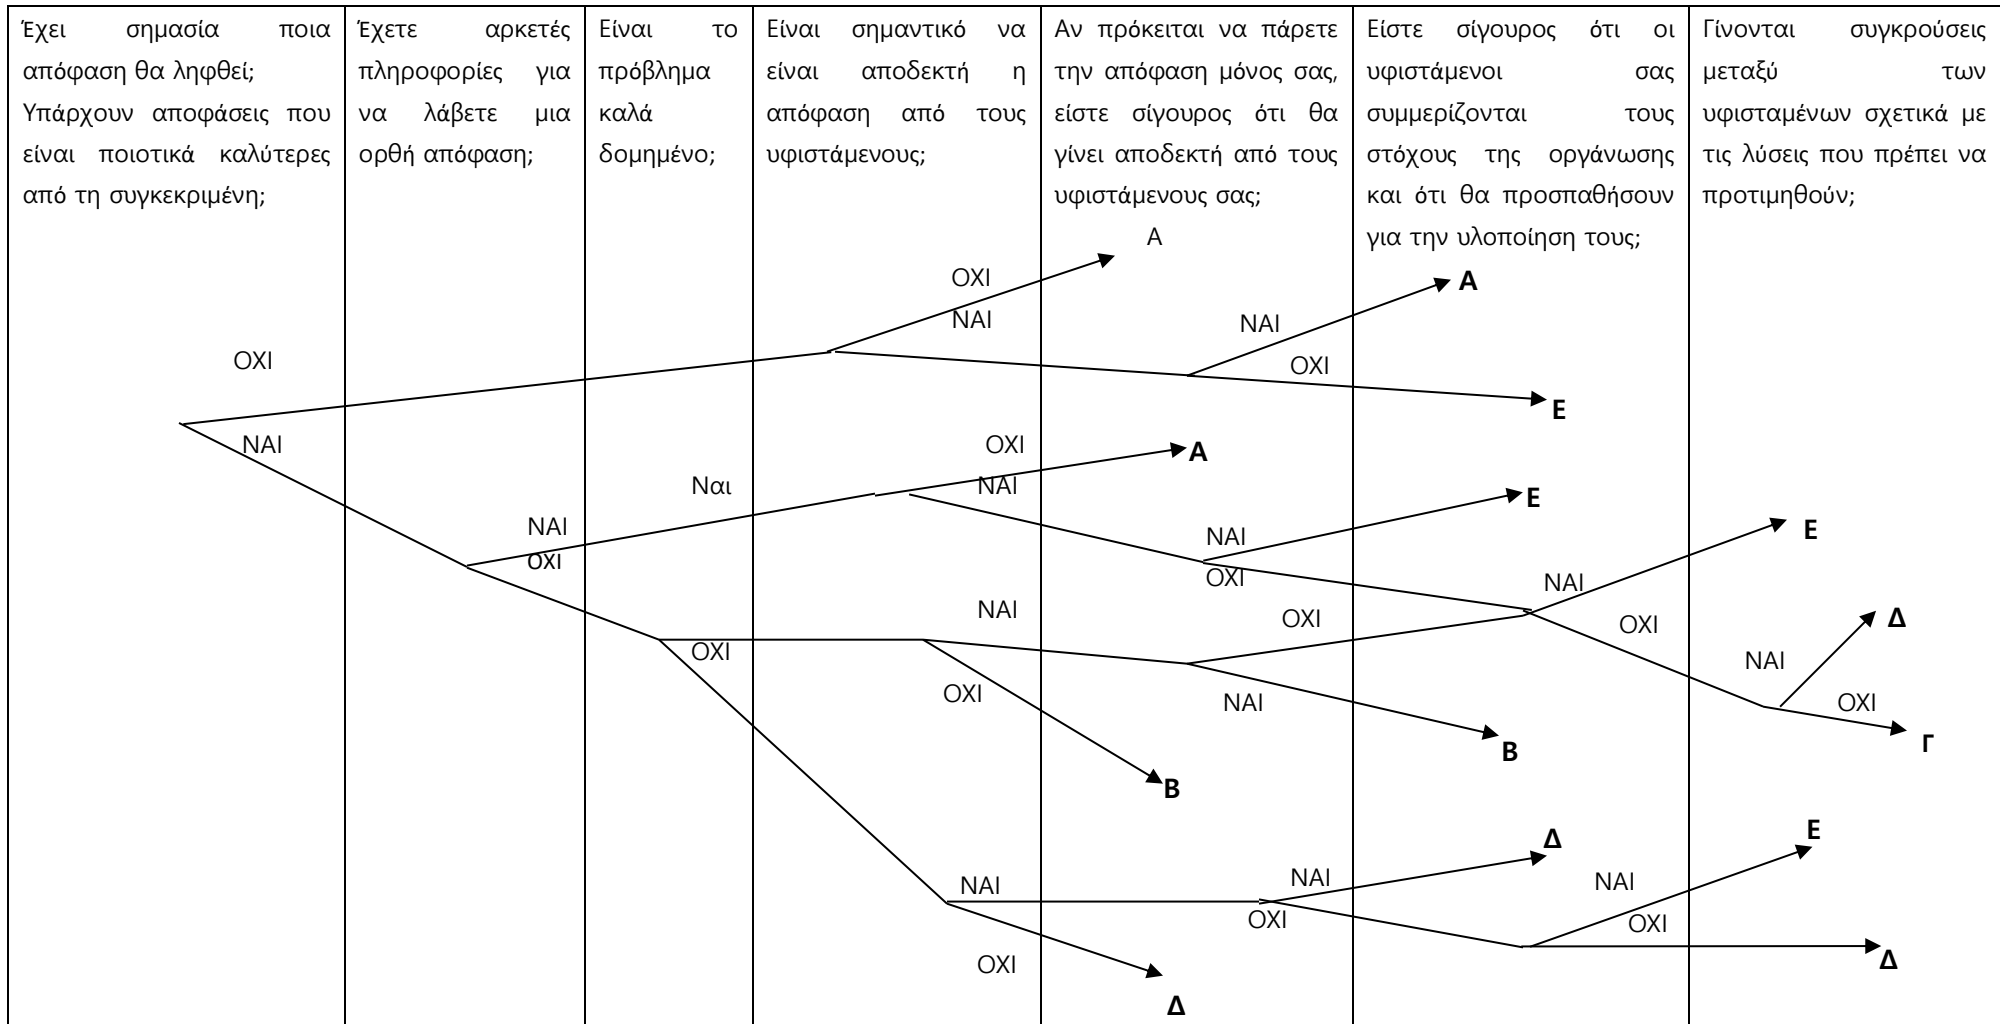 Έχει σημασία ποια
απόφαση θα ληφθεί;
Υπάρχουν αποφάσεις που
είναι ποιοτικά καλύτερες
από τη συγκεκριμένη;
Έχετε αρκετές
πληροφορίες για
να λάβετε μια
ορθή απόφαση;
Είναι το
πρόβλημα
καλά
δομημένο;
Είναι σημαντικό να
είναι αποδεκτή η
απόφαση από τους
υφιστάμενους;
Αν πρόκειται να πάρετε
την απόφαση μόνος σας,
είστε σίγουρος ότι θα
γίνει αποδεκτή από τους
υφιστάμενους σας;
Είστε σίγουρος ότι οι
υφιστάμενοι σας
συμμερίζονται τους
στόχους της οργάνωσης
και ότι θα προσπαθήσουν
για την υλοποίηση τους;
Γίνονται συγκρούσεις
μεταξύ των
υφισταμένων σχετικά με
τις λύσεις που πρέπει να
προτιμηθούν;
Α
ΟΧΙ
Α
ΝΑΙ
ΝΑΙ
ΟΧΙ
ΟΧΙ
Ε
ΝΑΙ
ΟΧΙ
Α
Ναι
ΝΑΙ
Ε
ΝΑΙ
ΝΑΙ
Ε
ΟΧΙ
ΟΧΙ
ΝΑΙ
ΝΑΙ
ΟΧΙ
ΟΧΙ
Δ
ΟΧΙ
ΝΑΙ
ΟΧΙ
ΝΑΙ
ΟΧΙ
Β
Γ
Β
Δ
Ε
ΝΑΙ
ΝΑΙ
ΝΑΙ
ΟΧΙ
ΟΧΙ
ΟΧΙ
Δ
Δ